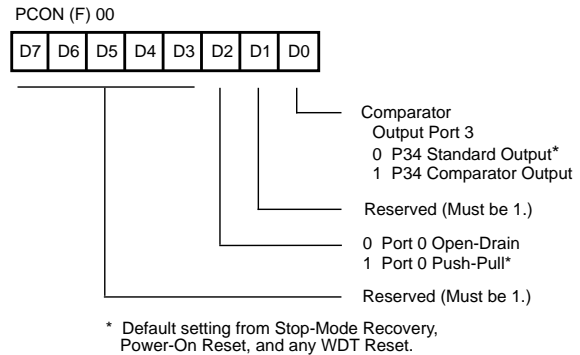 PCON (F) 00
D7 D6 D5 D4 D3 D2 D1 D0
Comparator
Output Port 3
0 P34 Standard Output*
1 P34 Comparator Output
Reserved (Must be 1.)
0 Port 0 Open-Drain
1 Port 0 Push-Pull*
Reserved (Must be 1.)
* Default setting from Stop-Mode Recovery,
Power-On Reset, and any WDT Reset.